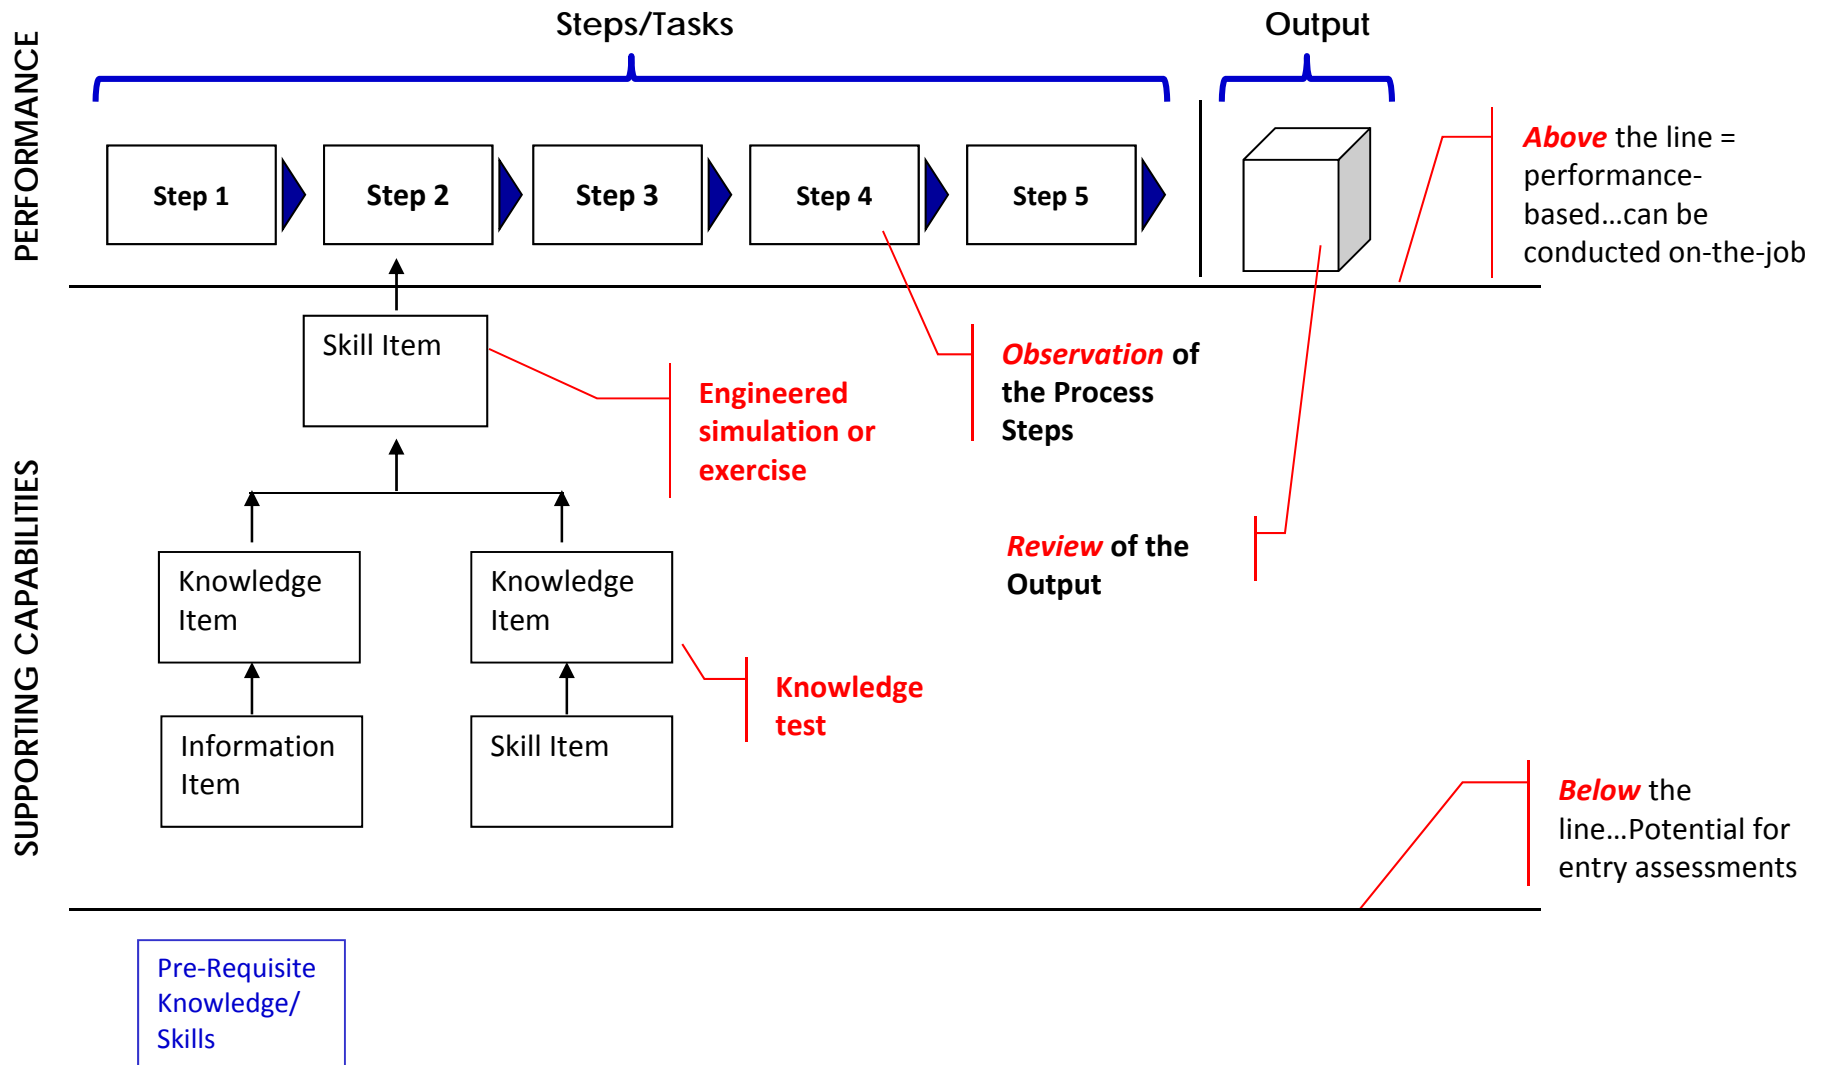 Steps/Tasks
Output
PERFORMANCE
Step 1
Step 2
Step 3
Step 4
Step 5
Above the line =
performance-
based...can be
conducted on-the-job
SUPPORTING CAPABILITIES
Skill Item
Engineered
simulation or
exercise
Observation of
the Process
Steps
Review of the
Output
Knowledge
Item
Knowledge
Item
Knowledge
test
Information
Item
Skill Item
Below the
line...Potential for
entry assessments
Pre-Requisite
Knowledge/
Skills